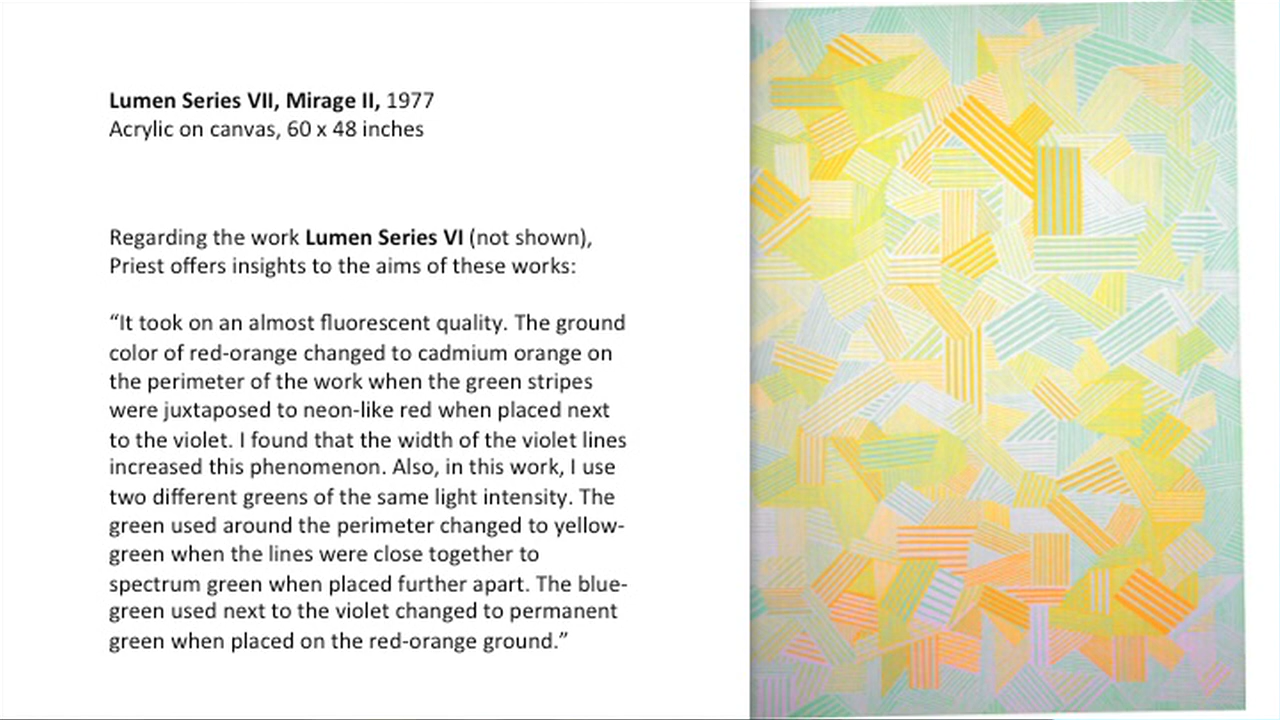 Lumen Series VII, Mirage II, 1977
Acrylic on canvas, 60 x 48 inches
Regarding the work Lumen Series VI (not shown),
Priest offers insights to the aims of these works:
“It took on an almost fluorescent quality. The ground
color of red-orange changed to cadmium orange on
the perimeter of the work when the green stripes
were juxtaposed to neon-like red when placed next
to the violet. I found that the width of the violet lines
increased this phenomenon. Also, in this work, I use
two different greens of the same light intensity. The
green used around the perimeter changed to yellow-
green when the lines were close together to
spectrum green when placed further apart. The blue-
green used next to the violet changed to permanent
green when placed on the red-orange ground.”